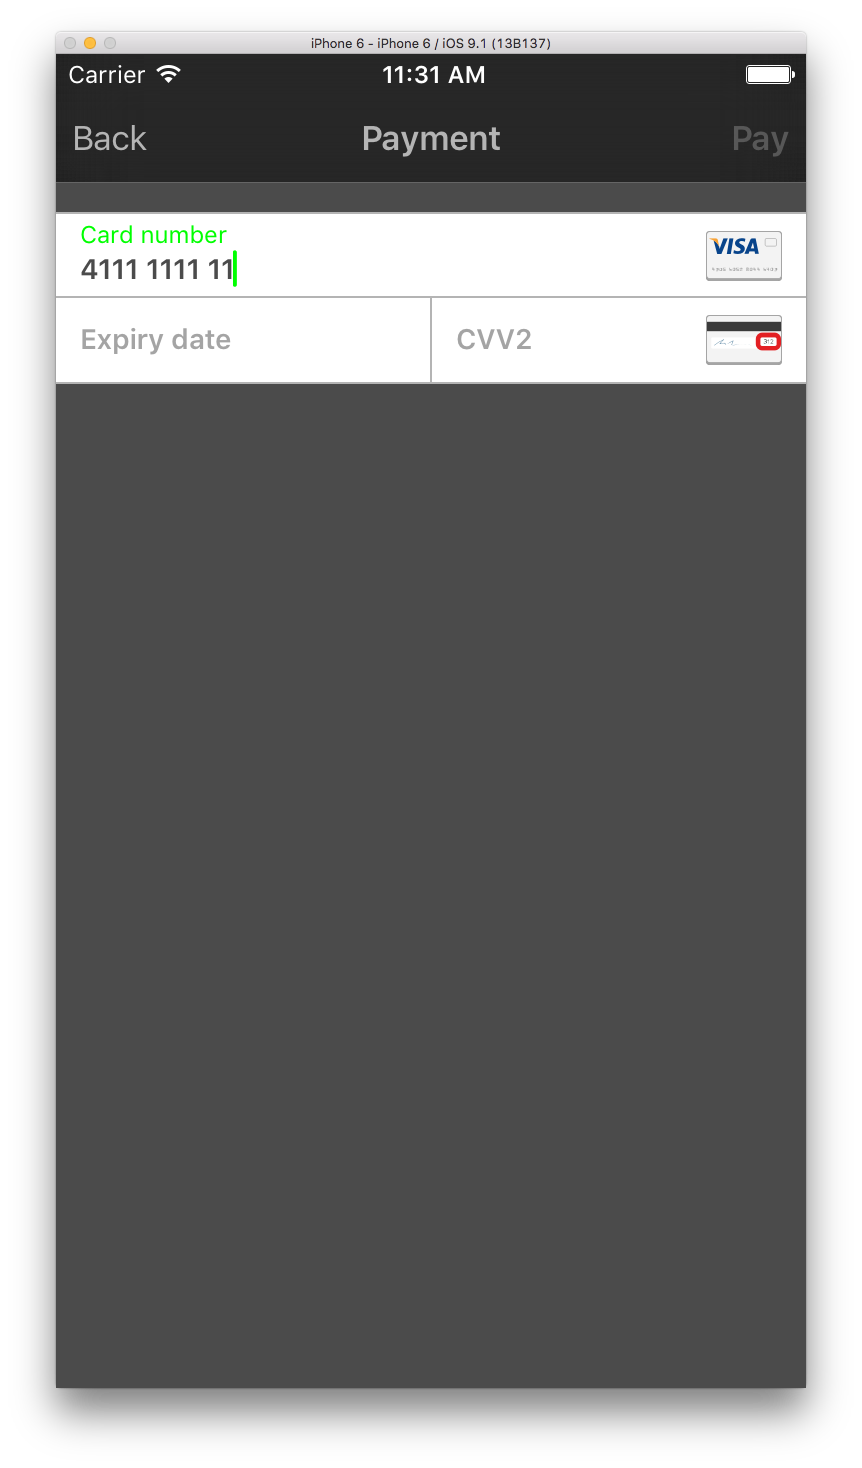 iPhone 6 - iPhone 6 / iOS 9.1 (13B137)
Carrier 11:31 AM
Back Payment Pay
Card number
4111 1111 11
VISA
Expiry date CVV2
312